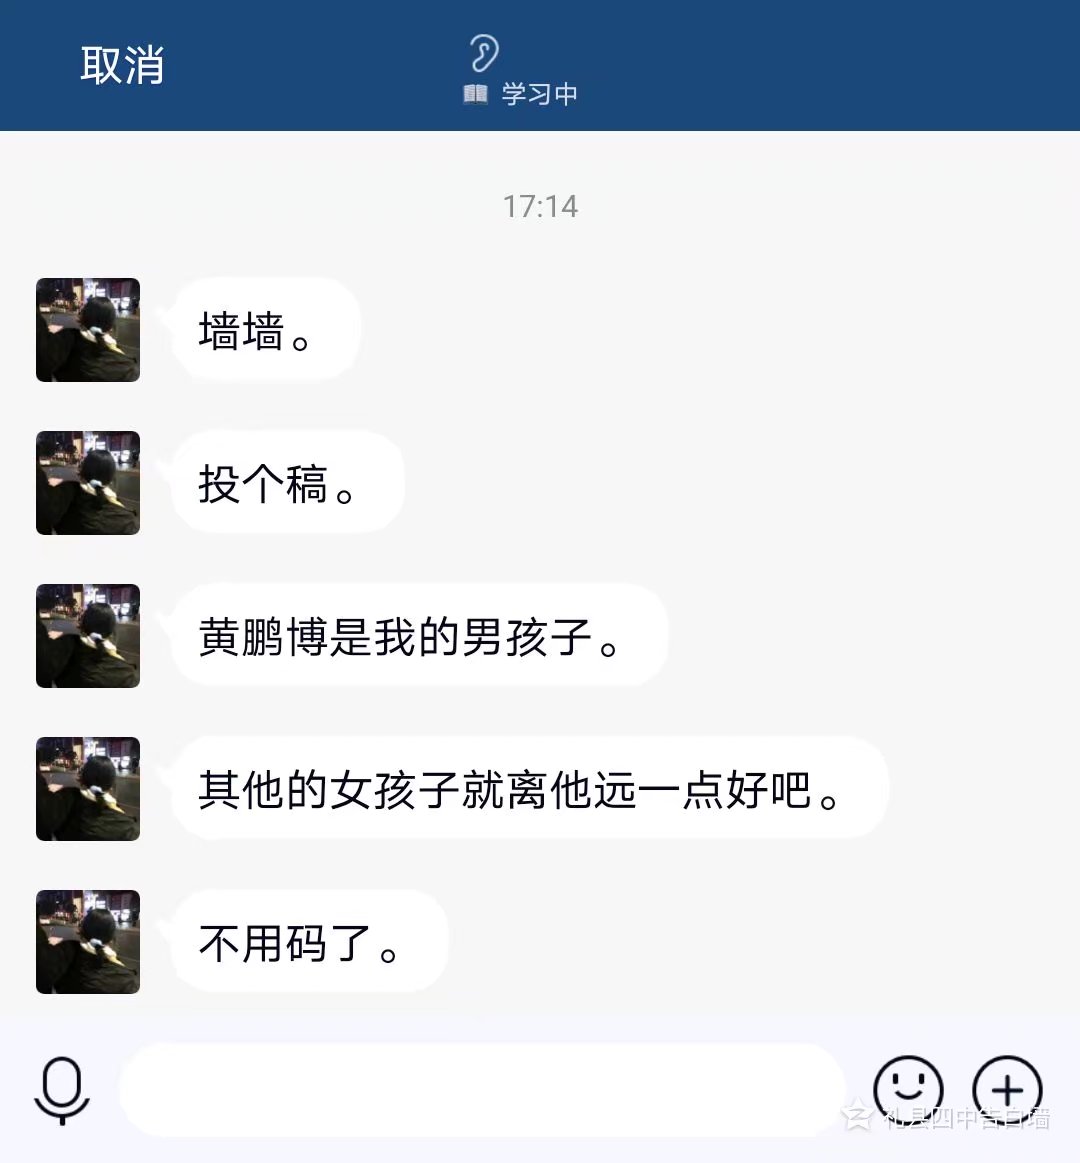 取消
学习中
17:14
墙墙。
投个稿。
黄鹏博是我的男孩子。
其他的女孩子就离他远一点好吧。
不用码了。
礼县四中告白墙